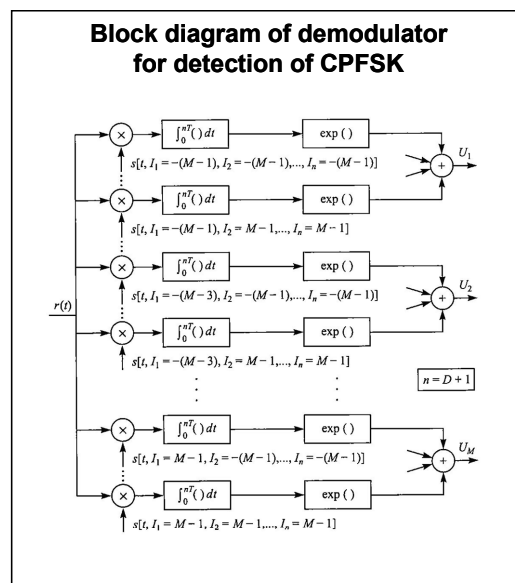 Block diagram of demodulator
for detection of CPFSK
× ∫₀ⁿᵀ( ) dt exp ( )
s[t, I₁ = −(M − 1), I₂ = −(M − 1),..., Iₙ = −(M − 1)] + U₁
× ∫₀ⁿᵀ( ) dt exp ( )
s[t, I₁ = −(M − 1), I₂ = M − 1,..., Iₙ = M − 1]
× ∫₀ⁿᵀ( ) dt exp ( )
s[t, I₁ = −(M − 3), I₂ = −(M − 1),..., Iₙ = −(M − 1)] + U₂
r(t)
× ∫₀ⁿᵀ( ) dt exp ( )
s[t, I₁ = −(M − 3), I₂ = M − 1,..., Iₙ = M − 1]
n = D + 1
× ∫₀ⁿᵀ( ) dt exp ( )
s[t, I₁ = M − 1, I₂ = −(M − 1),..., Iₙ = −(M − 1)] + U_M
× ∫₀ⁿᵀ( ) dt exp ( )
s[t, I₁ = M − 1, I₂ = M − 1,..., Iₙ = M − 1]